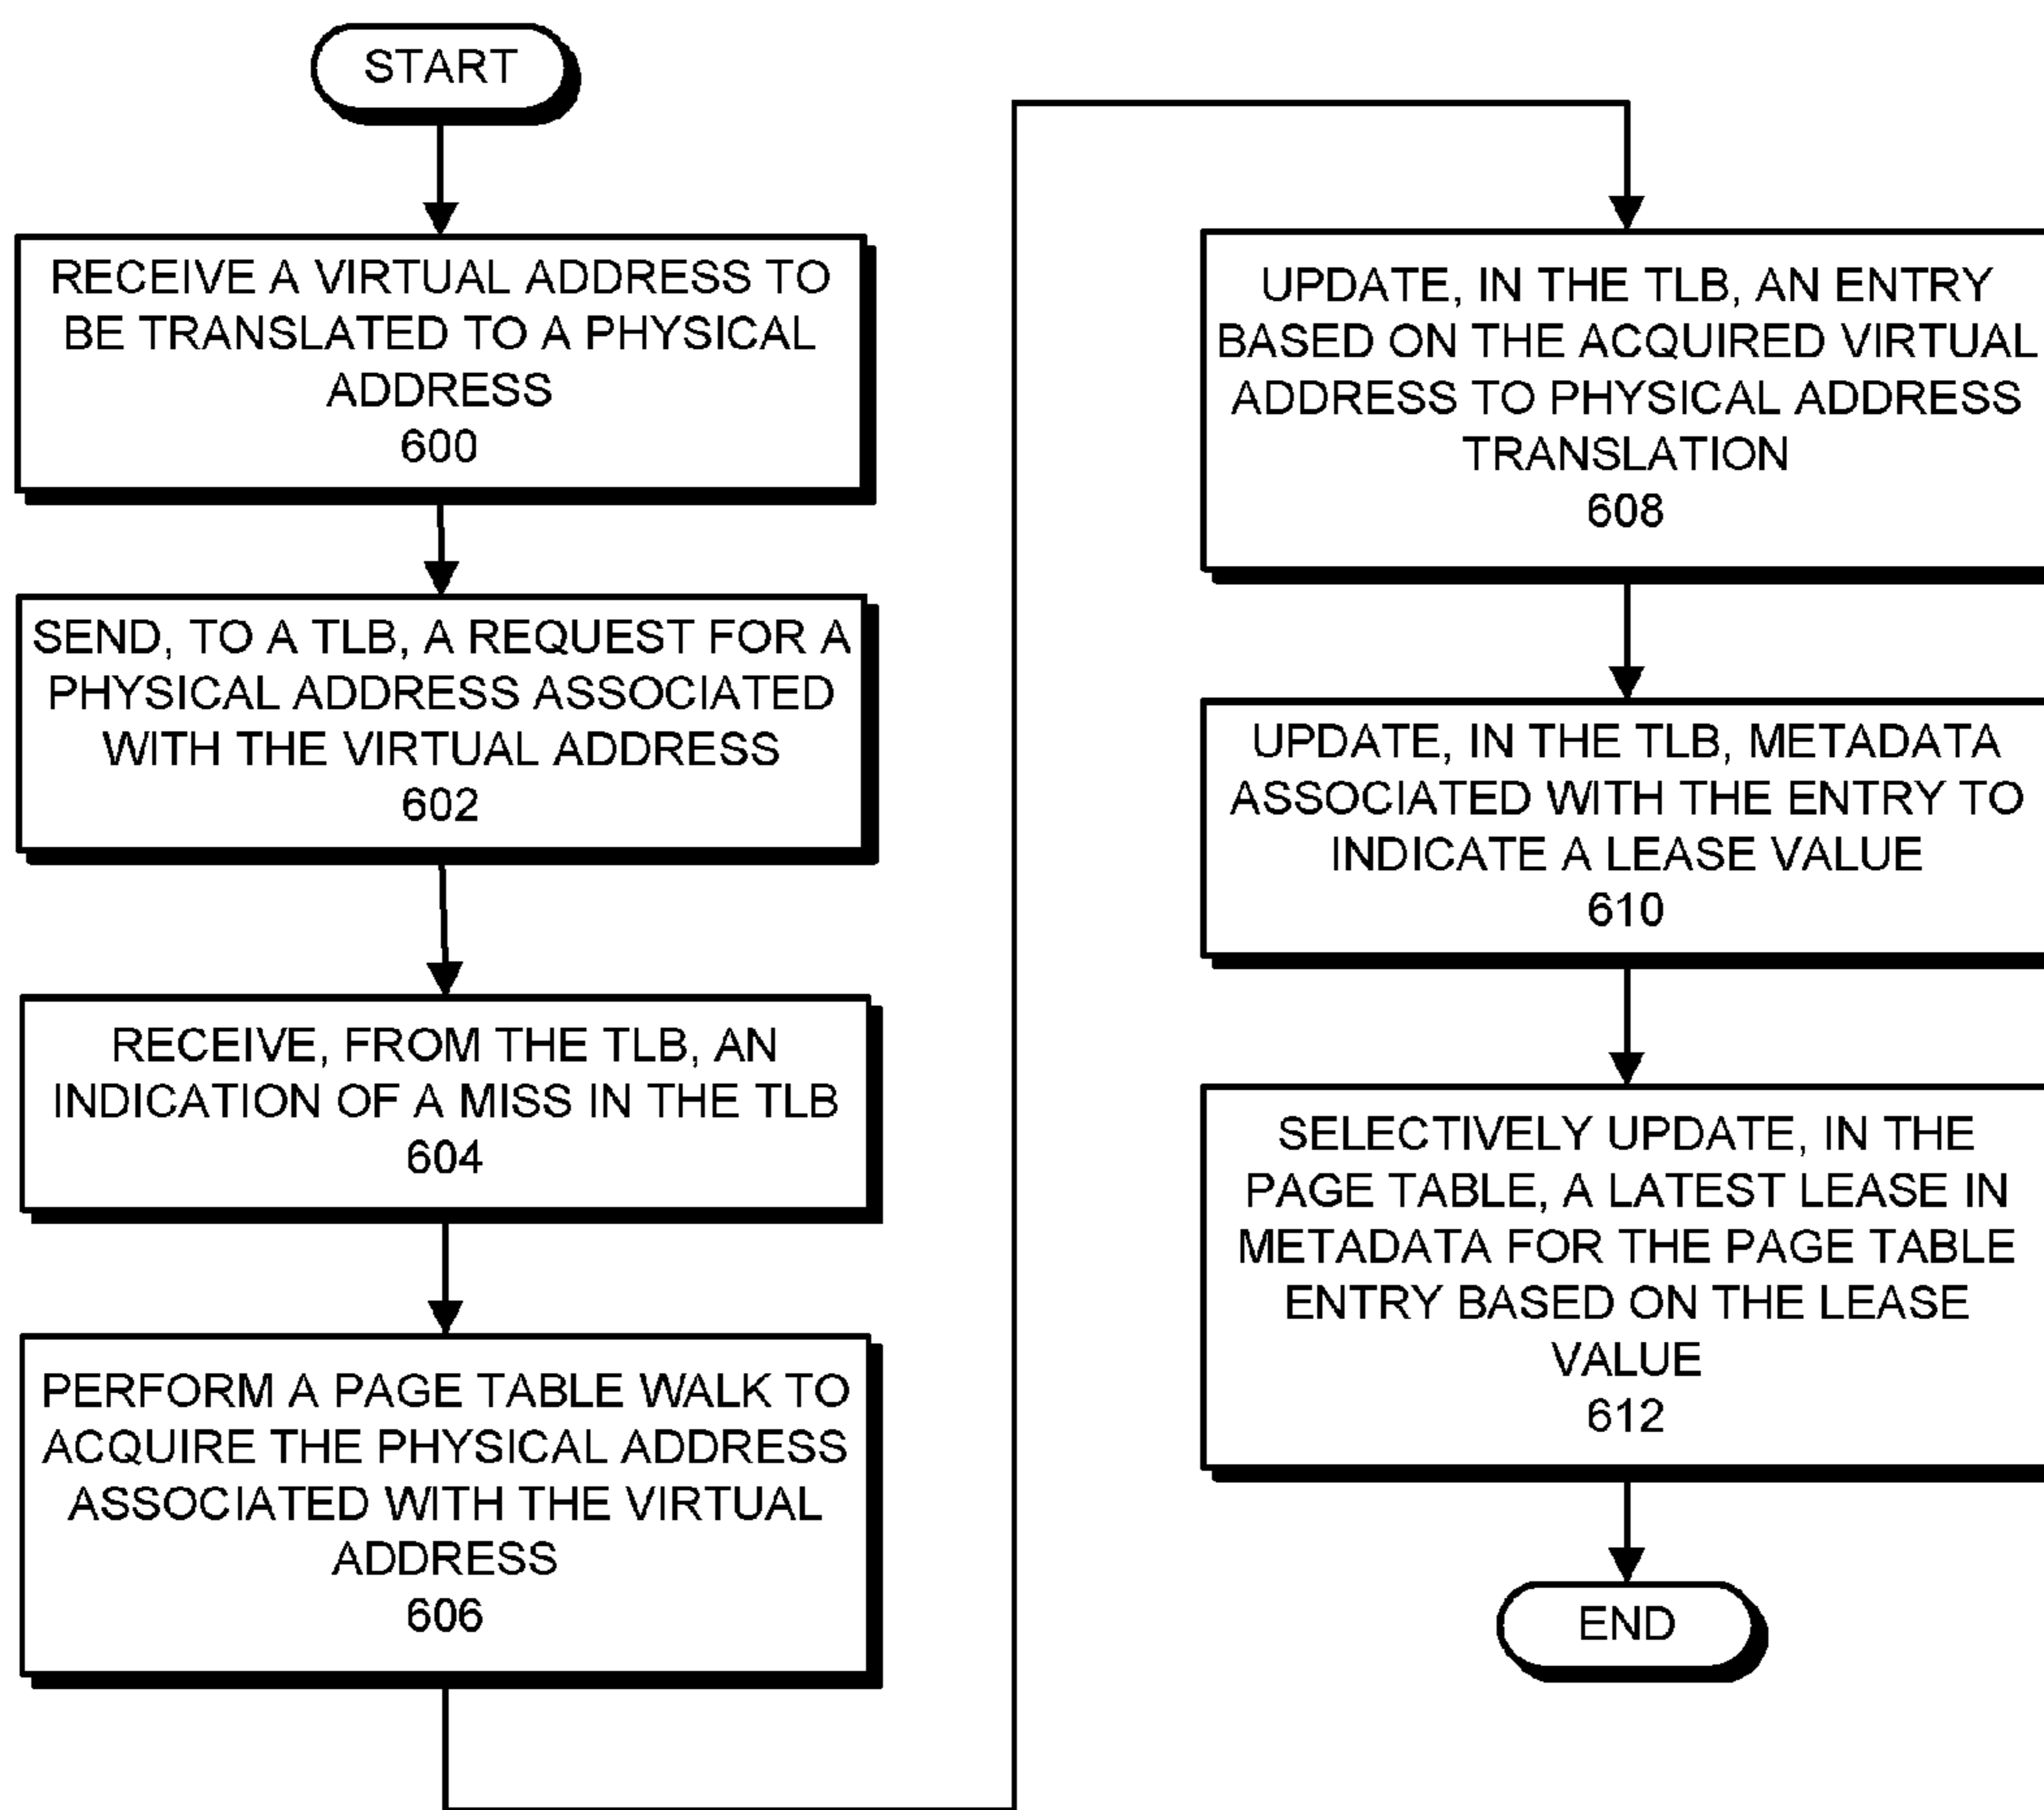 START
RECEIVE A VIRTUAL ADDRESS TO
BE TRANSLATED TO A PHYSICAL
ADDRESS
600
SEND, TO A TLB, A REQUEST FOR A
PHYSICAL ADDRESS ASSOCIATED
WITH THE VIRTUAL ADDRESS
602
RECEIVE, FROM THE TLB, AN
INDICATION OF A MISS IN THE TLB
604
PERFORM A PAGE TABLE WALK TO
ACQUIRE THE PHYSICAL ADDRESS
ASSOCIATED WITH THE VIRTUAL
ADDRESS
606
UPDATE, IN THE TLB, AN ENTRY
BASED ON THE ACQUIRED VIRTUAL
ADDRESS TO PHYSICAL ADDRESS
TRANSLATION
608
UPDATE, IN THE TLB, METADATA
ASSOCIATED WITH THE ENTRY TO
INDICATE A LEASE VALUE
610
SELECTIVELY UPDATE, IN THE
PAGE TABLE, A LATEST LEASE IN
METADATA FOR THE PAGE TABLE
ENTRY BASED ON THE LEASE
VALUE
612
END